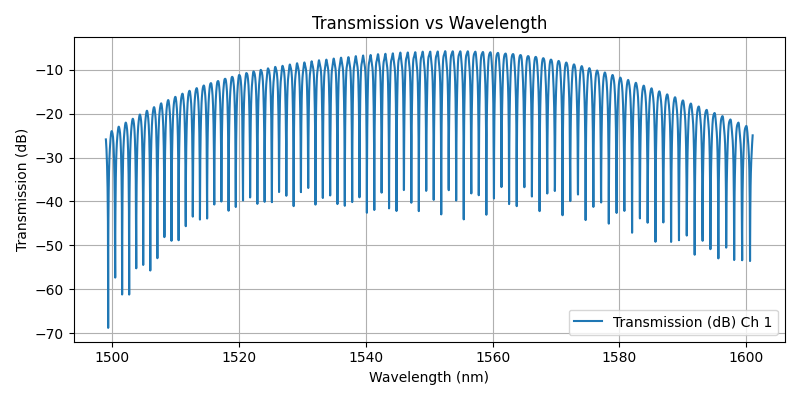 Transmission vs Wavelength
Transmission (dB)
−10
−20
−30
−40
−50
−60
−70
1500 1520 1540 1560 1580 1600
Wavelength (nm)
Transmission (dB) Ch 1